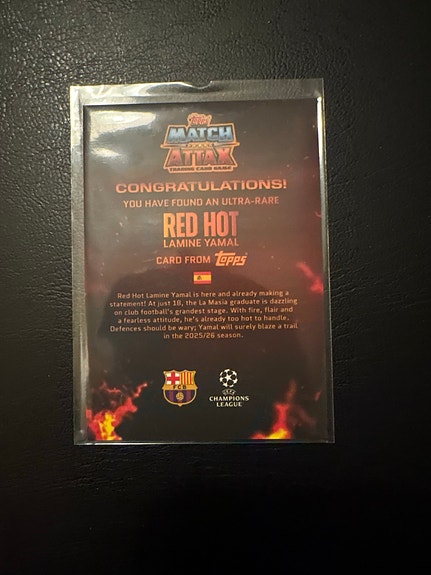 Topps
MATCH
ATTAX
TRADING CARD GAME
CONGRATULATIONS!
YOU HAVE FOUND AN ULTRA-RARE
RED HOT
LAMINE YAMAL
CARD FROM Topps
Red Hot Lamine Yamal is here and already making a
statement! At just 18, the La Masia graduate is dazzling
on club football's grandest stage. With fire, flair and
a fearless attitude, he's already too hot to handle.
Defences should be wary; Yamal will surely blaze a trail
in the 2025/26 season.
FCB
UEFA
CHAMPIONS
LEAGUE